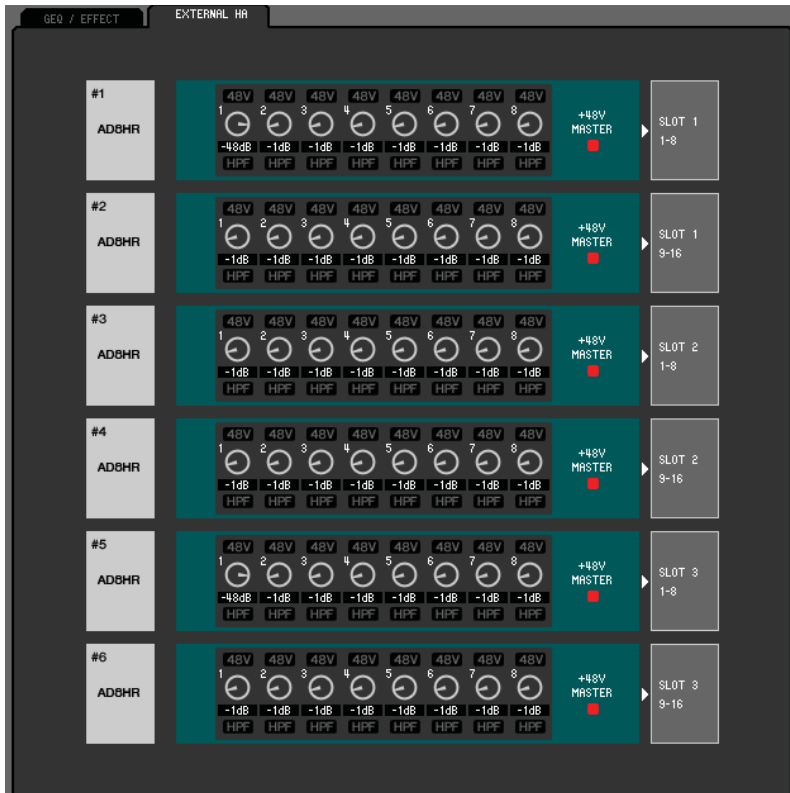 GEQ / EFFECT EXTERNAL HA
#1
48V 48V 48V 48V 48V 48V 48V 48V
1 2 3 4 5 6 7 8
AD8HR +48V MASTER SLOT 1 1-8
-48dB -1dB -1dB -1dB -1dB -1dB -1dB -1dB
HPF HPF HPF HPF HPF HPF HPF HPF
#2
48V 48V 48V 48V 48V 48V 48V 48V
1 2 3 4 5 6 7 8
AD8HR +48V MASTER SLOT 1 9-16
-1dB -1dB -1dB -1dB -1dB -1dB -1dB -1dB
HPF HPF HPF HPF HPF HPF HPF HPF
#3
48V 48V 48V 48V 48V 48V 48V 48V
1 2 3 4 5 6 7 8
AD8HR +48V MASTER SLOT 2 1-8
-1dB -1dB -1dB -1dB -1dB -1dB -1dB -1dB
HPF HPF HPF HPF HPF HPF HPF HPF
#4
48V 48V 48V 48V 48V 48V 48V 48V
1 2 3 4 5 6 7 8
AD8HR +48V MASTER SLOT 2 9-16
-1dB -1dB -1dB -1dB -1dB -1dB -1dB -1dB
HPF HPF HPF HPF HPF HPF HPF HPF
#5
48V 48V 48V 48V 48V 48V 48V 48V
1 2 3 4 5 6 7 8
AD8HR +48V MASTER SLOT 3 1-8
-48dB -1dB -1dB -1dB -1dB -1dB -1dB -1dB
HPF HPF HPF HPF HPF HPF HPF HPF
#6
48V 48V 48V 48V 48V 48V 48V 48V
1 2 3 4 5 6 7 8
AD8HR +48V MASTER SLOT 3 9-16
-1dB -1dB -1dB -1dB -1dB -1dB -1dB -1dB
HPF HPF HPF HPF HPF HPF HPF HPF